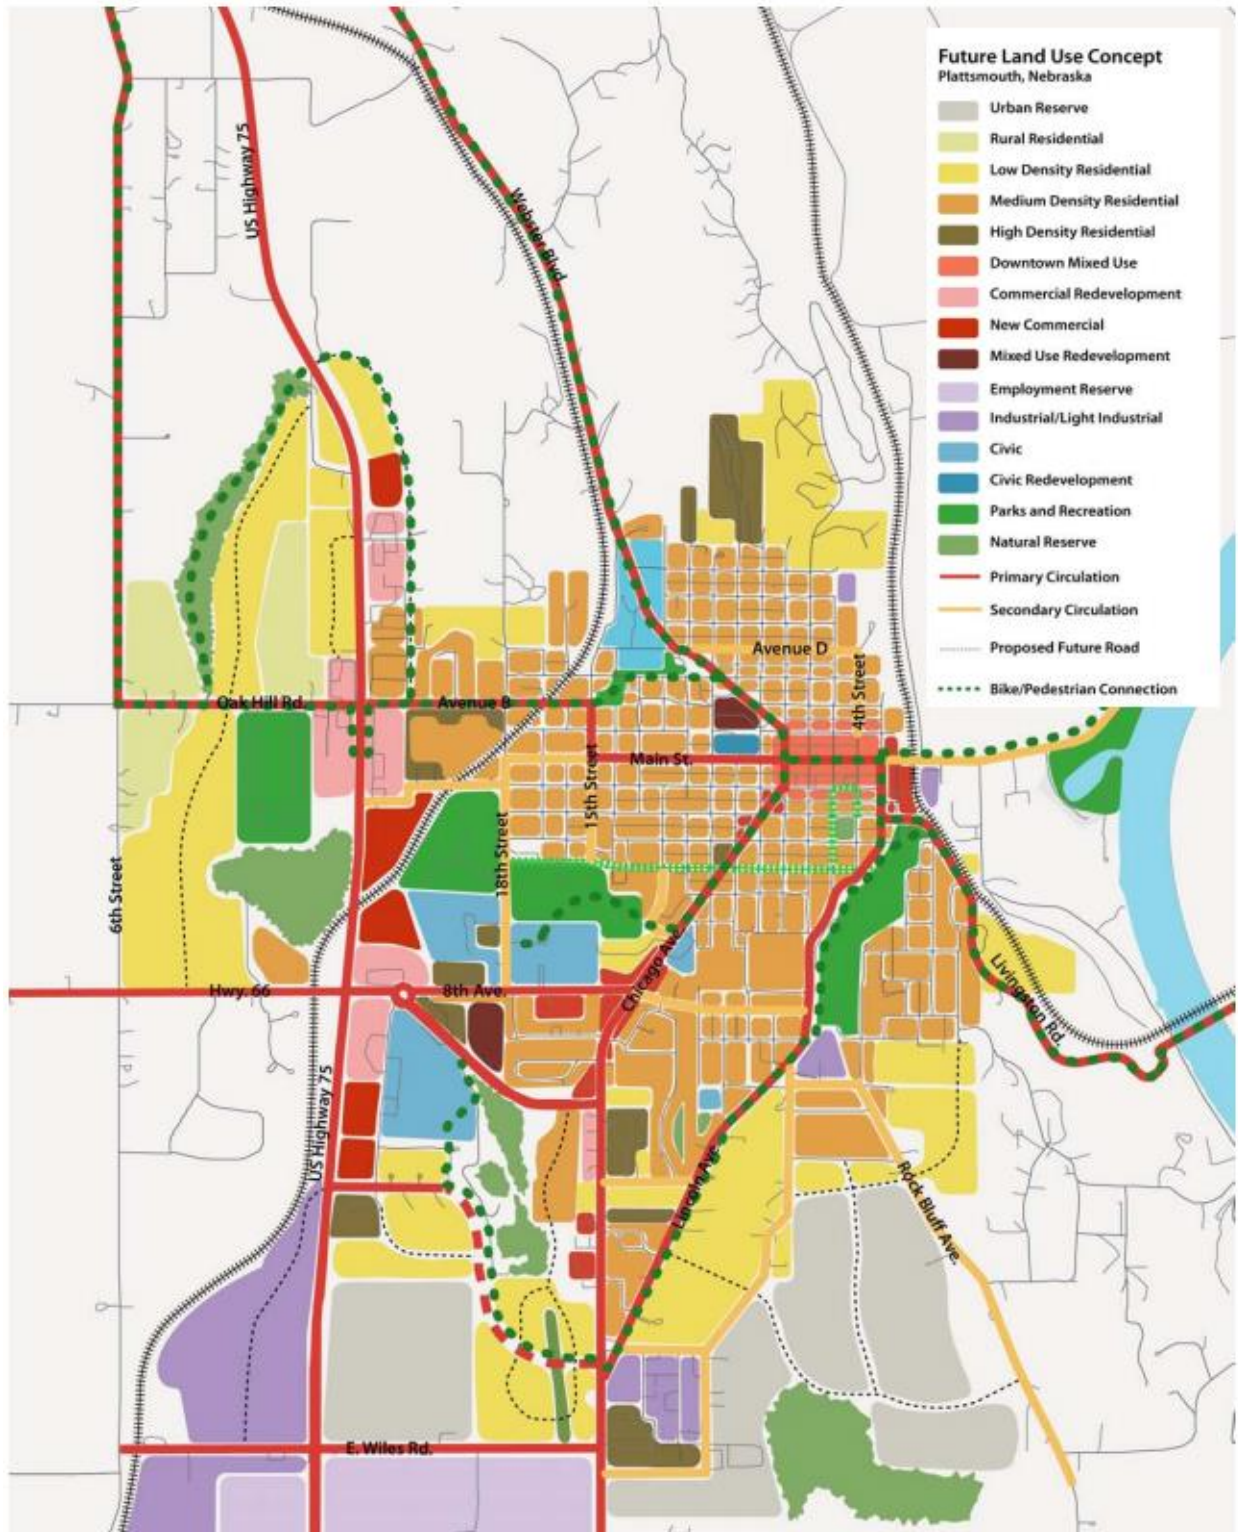 Future Land Use Concept
Plattsmouth, Nebraska
Urban Reserve
Rural Residential
Low Density Residential
Medium Density Residential
High Density Residential
Downtown Mixed Use
Commercial Redevelopment
New Commercial
Mixed Use Redevelopment
Employment Reserve
Industrial/Light Industrial
Civic
Civic Redevelopment
Parks and Recreation
Natural Reserve
Primary Circulation
Secondary Circulation
Proposed Future Road
Bike/Pedestrian Connection
US Highway 75
Webster Blvd.
Avenue D
4th Street
Oak Hill Rd.
Avenue B
Main St.
15th Street
18th Street
6th Street
Hwy. 66
8th Ave.
Chicago Ave.
Livingston Rd.
US Highway 75
Lincoln Ave.
Rock Bluff Ave.
E. Wiles Rd.